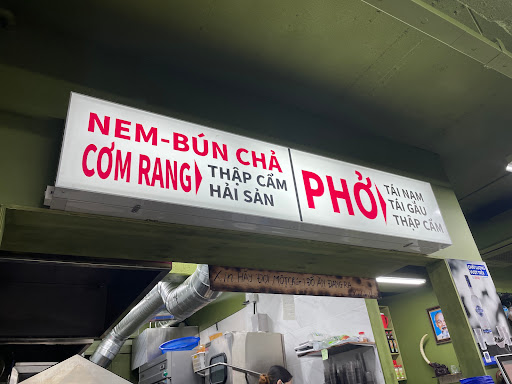 NEM-BÚN CHẢ
CƠM RANG
THẬP CẨM
HẢI SẢN
PHỞ
TÁI NẠM
TÁI GẦU
THẬP CẨM